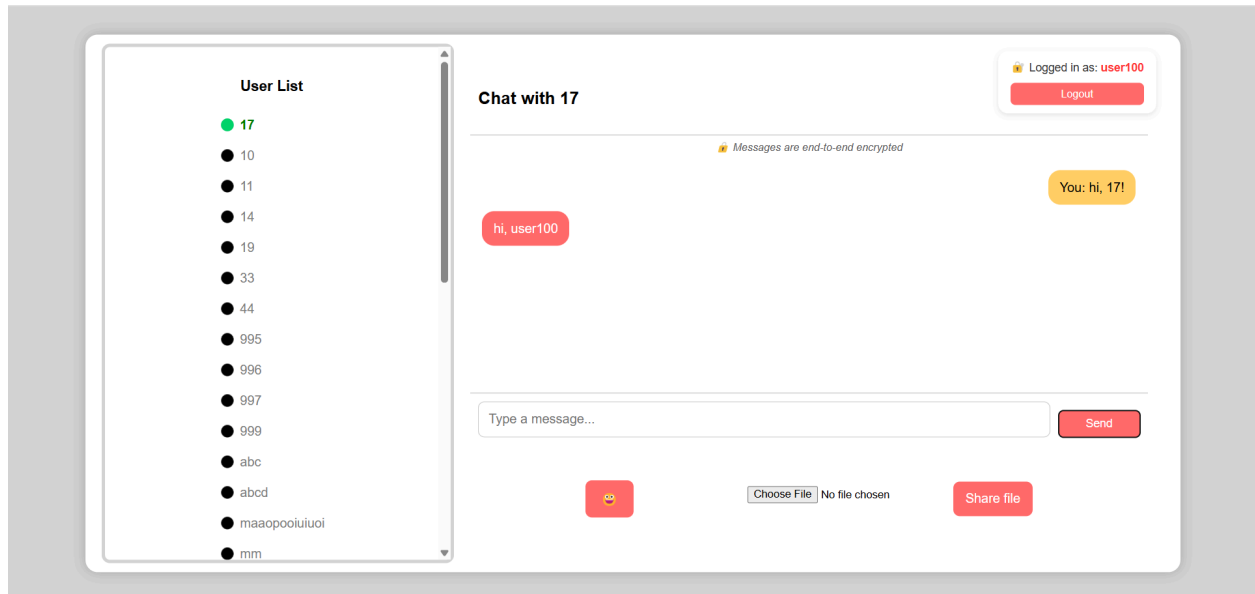 User List
17
10
11
14
19
33
44
995
996
997
999
abc
abcd
maaopooiuiuoi
mm
Logged in as: user100
Logout
Chat with 17
Messages are end-to-end encrypted
You: hi, 17!
hi, user100
Type a message...
Send
Choose File No file chosen
Share file